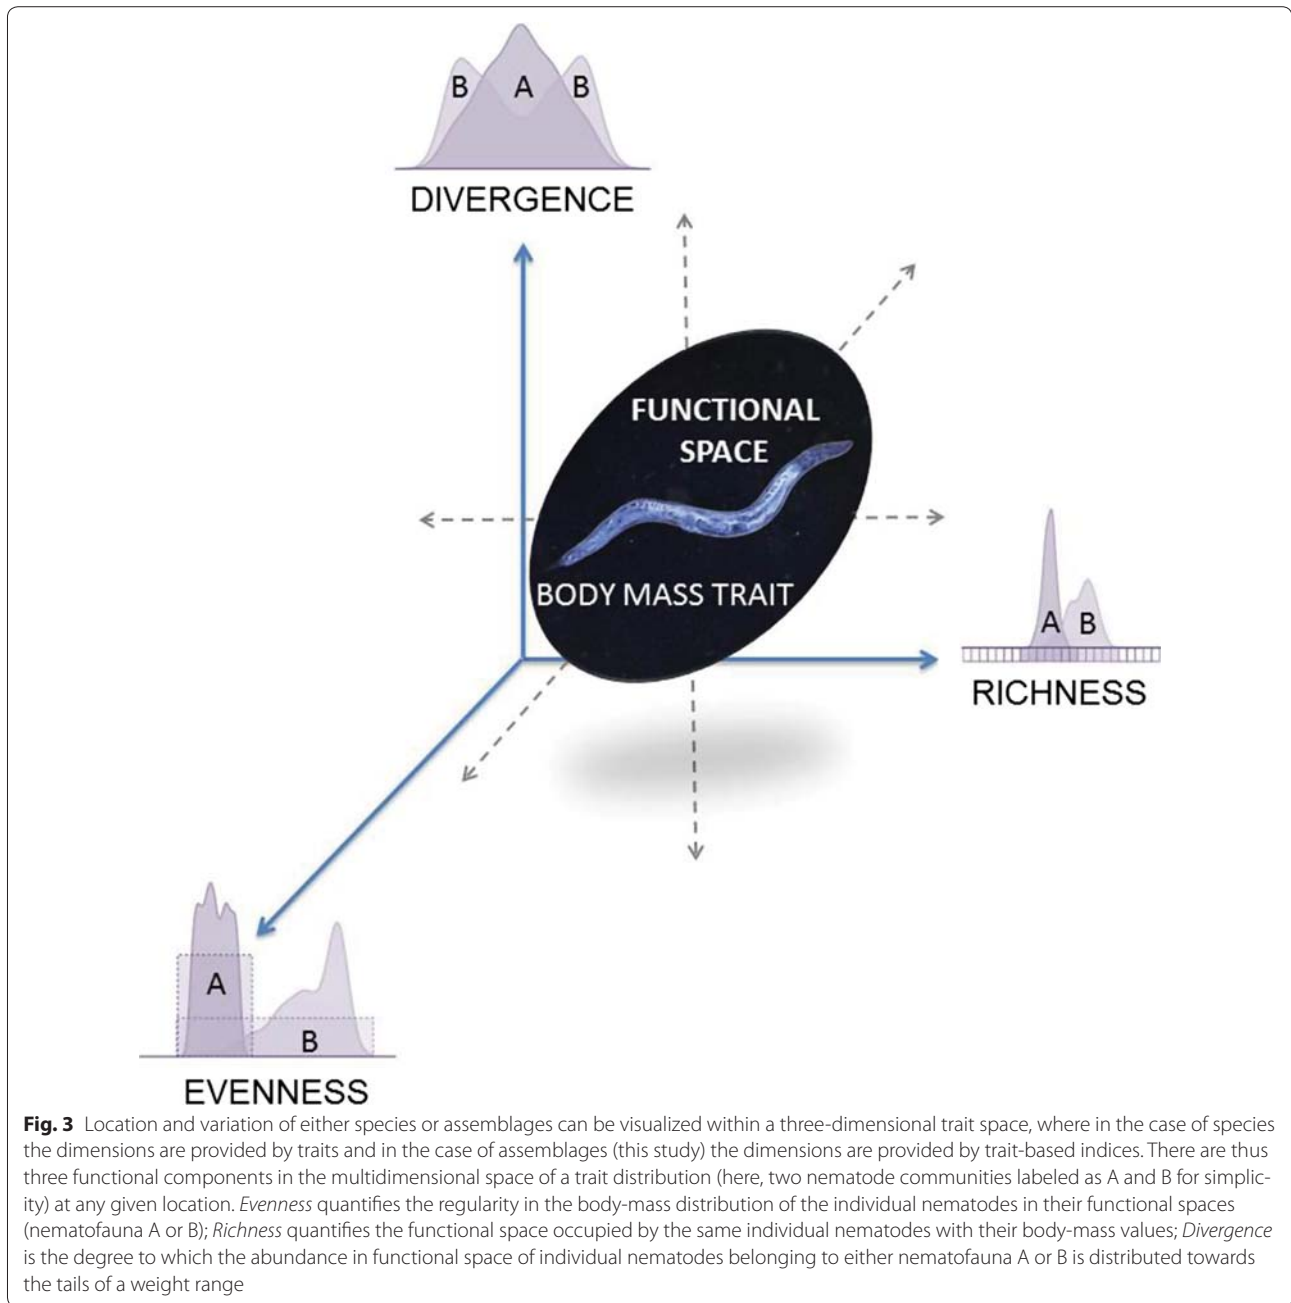 B A B
DIVERGENCE
FUNCTIONAL
SPACE
BODY MASS TRAIT
A B
RICHNESS
A
B
EVENNESS
Fig. 3 Location and variation of either species or assemblages can be visualized within a three-dimensional trait space, where in the case of species
the dimensions are provided by traits and in the case of assemblages (this study) the dimensions are provided by trait-based indices. There are thus
three functional components in the multidimensional space of a trait distribution (here, two nematode communities labeled as A and B for simplic-
ity) at any given location. Evenness quantifies the regularity in the body-mass distribution of the individual nematodes in their functional spaces
(nematofauna A or B); Richness quantifies the functional space occupied by the same individual nematodes with their body-mass values; Divergence
is the degree to which the abundance in functional space of individual nematodes belonging to either nematofauna A or B is distributed towards
the tails of a weight range